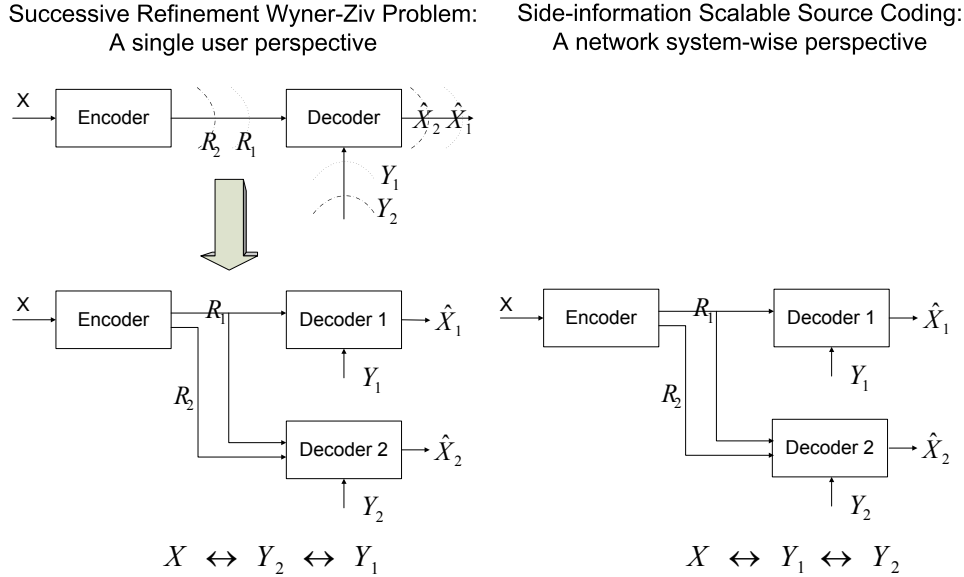 Successive Refinement Wyner-Ziv Problem:
A single user perspective
Side-information Scalable Source Coding:
A network system-wise perspective
X
Encoder
R₂ R₁
Decoder
X̂₂ X̂₁
Y₁
Y₂
X
Encoder
R₁
Decoder 1
X̂₁
Y₁
R₂
Decoder 2
X̂₂
Y₂
X ↔ Y₂ ↔ Y₁
X
Encoder
R₁
Decoder 1
X̂₁
Y₁
R₂
Decoder 2
X̂₂
Y₂
X ↔ Y₁ ↔ Y₂